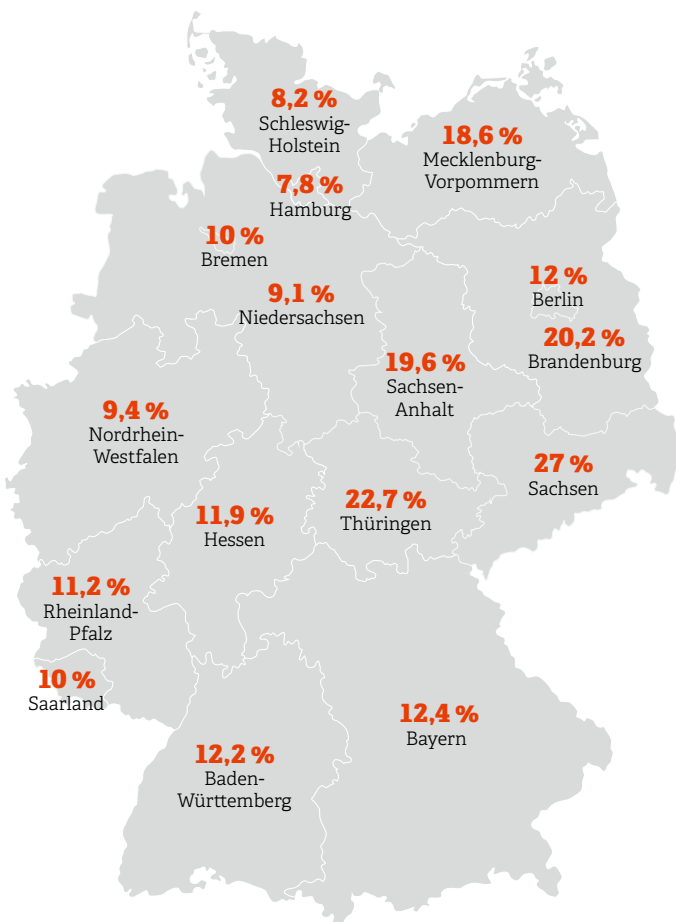 8,2 %
Schleswig-
Holstein
18,6 %
Mecklenburg-
Vorpommern
7,8 %
Hamburg
10 %
Bremen
9,1 %
Niedersachsen
12 %
Berlin
20,2 %
Brandenburg
19,6 %
Sachsen-
Anhalt
9,4 %
Nordrhein-
Westfalen
27 %
Sachsen
22,7 %
Thüringen
11,9 %
Hessen
11,2 %
Rheinland-
Pfalz
10 %
Saarland
12,4 %
Bayern
12,2 %
Baden-
Württemberg